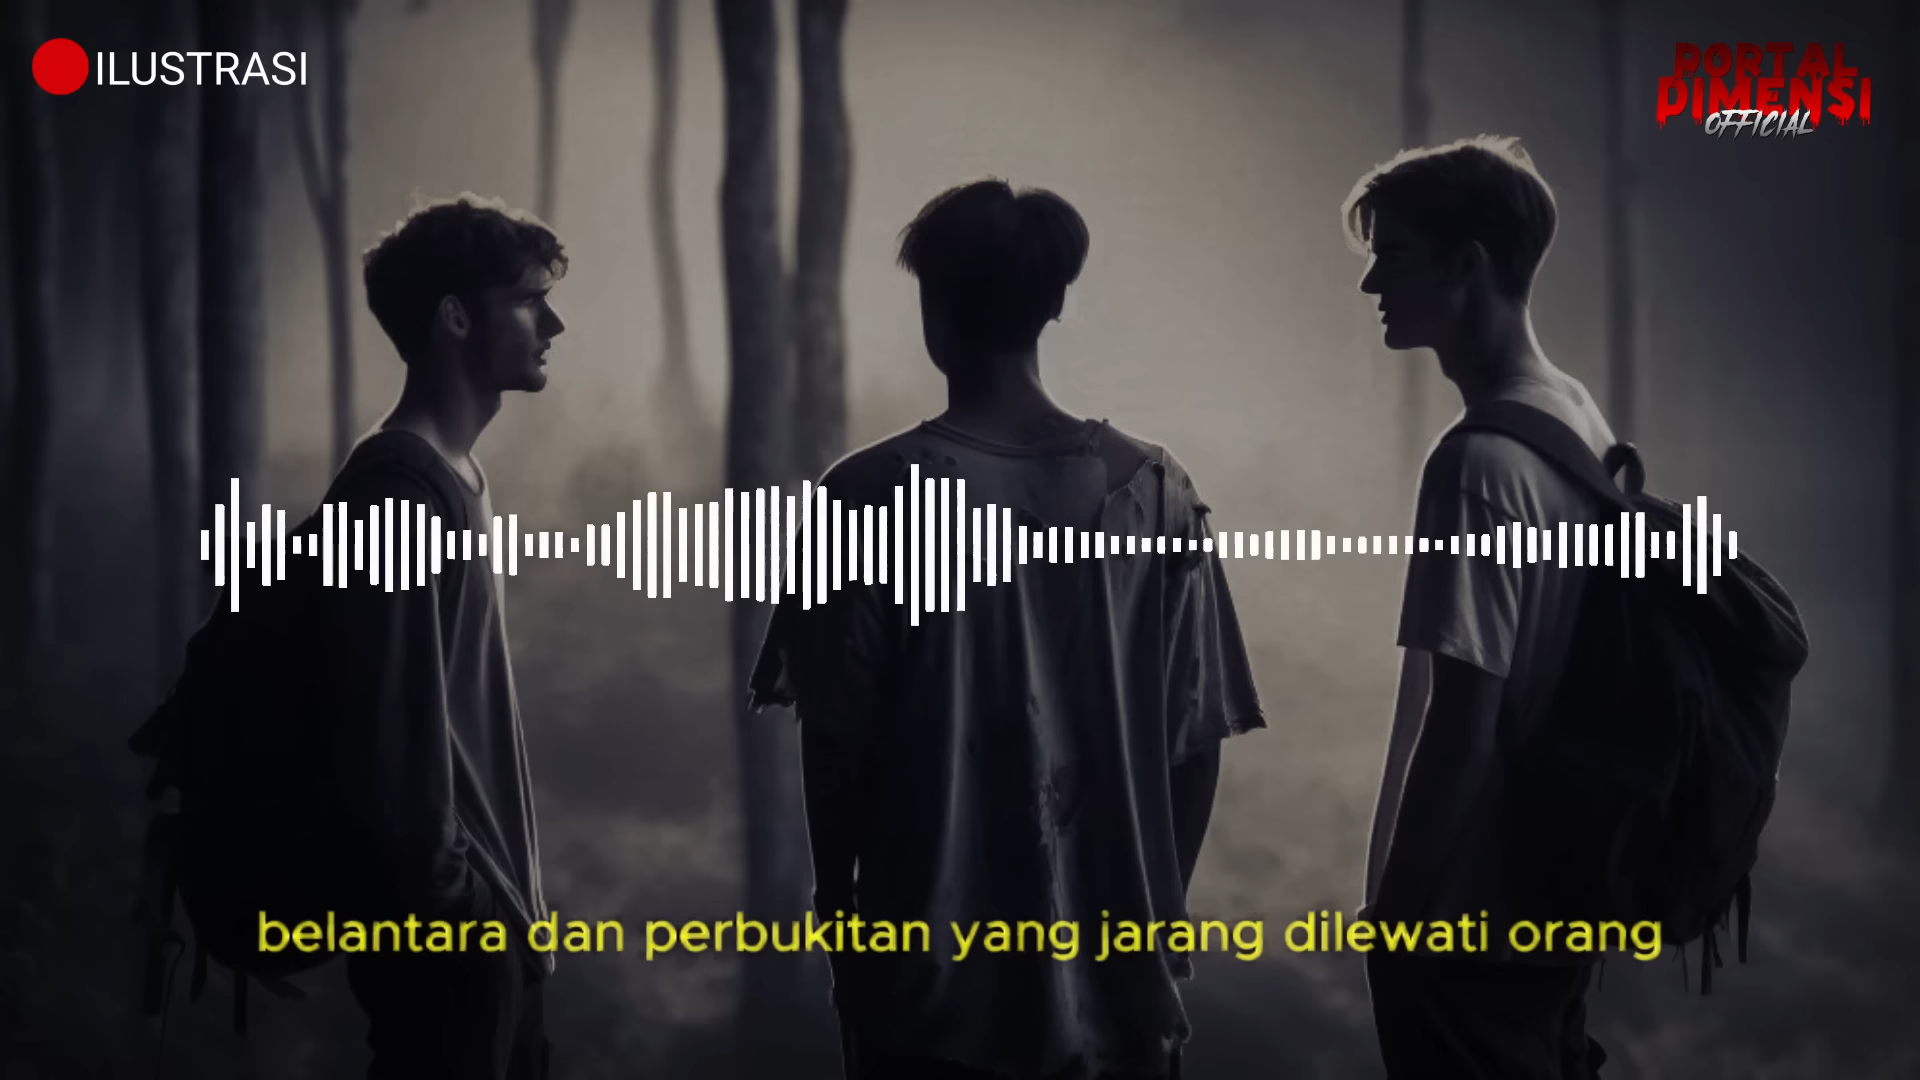 ILUSTRASI
PORTAL
DIMENSI
OFFICIAL
belantara dan perbukitan yang jarang dilewati orang